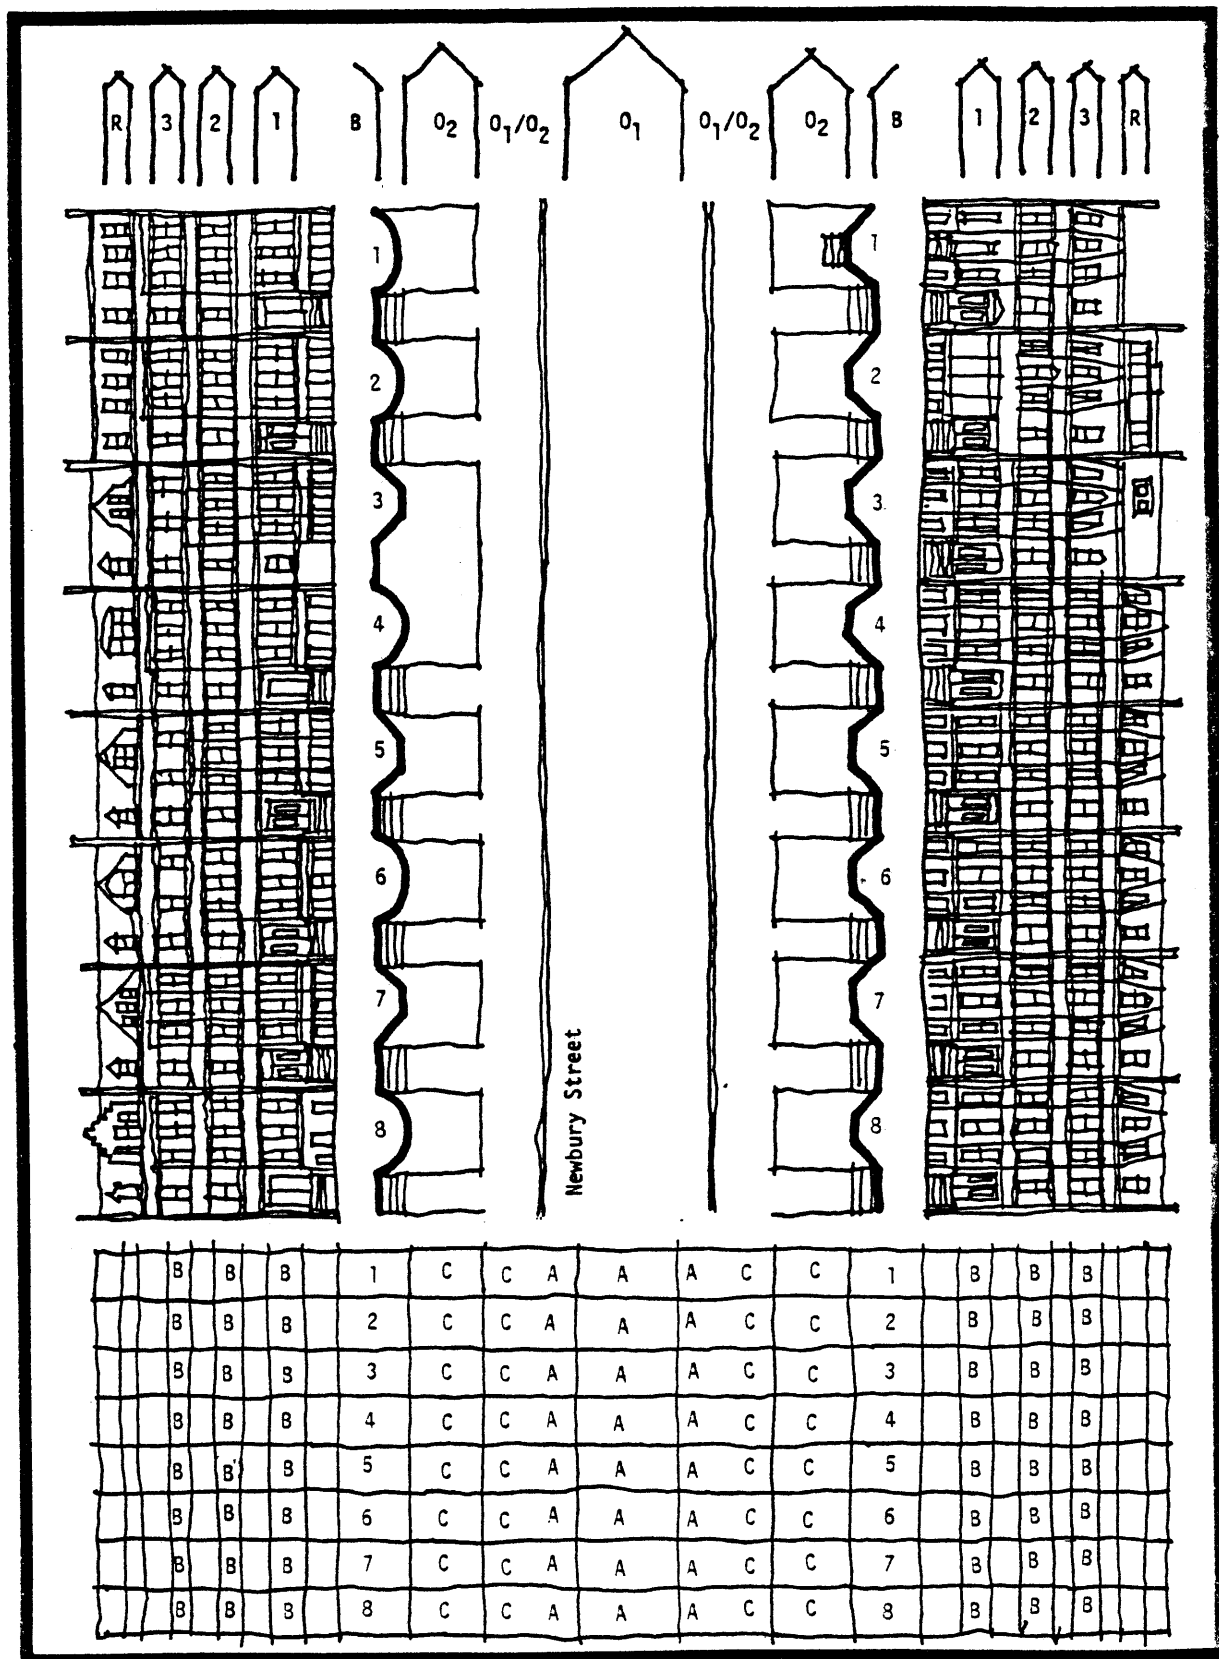 R 3 2 1 B O₂ O₁/O₂ O₁ O₁/O₂ O₂ B 1 2 3 R
1 1
2 2
3 3
4 4
5 5
6 6
7 7
8 8
Newbury Street
B B B 1 C C A A A C C 1 B B B
B B B 2 C C A A A C C 2 B B B
B B B 3 C C A A A C C 3 B B B
B B B 4 C C A A A C C 4 B B B
B B B 5 C C A A A C C 5 B B B
B B B 6 C C A A A C C 6 B B B
B B B 7 C C A A A C C 7 B B B
B B B 8 C C A A A C C 8 B B B